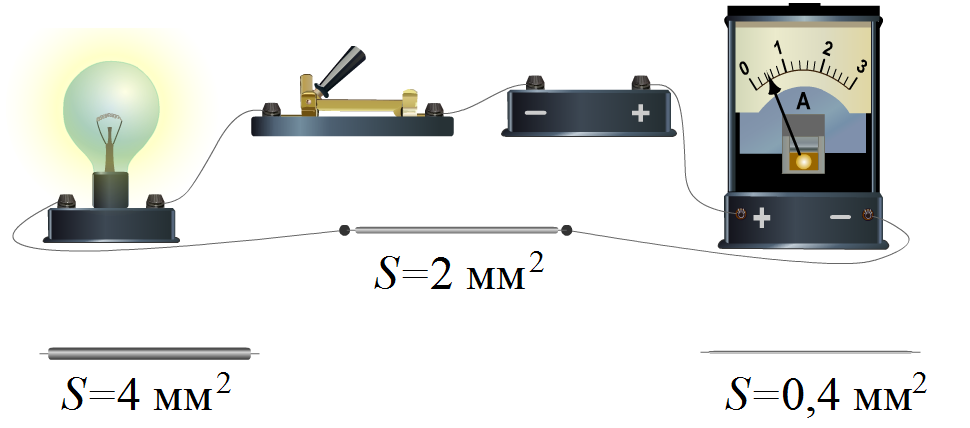 0 1 2 3
A
− +
+ −
S=2 мм²
S=4 мм²
S=0,4 мм²